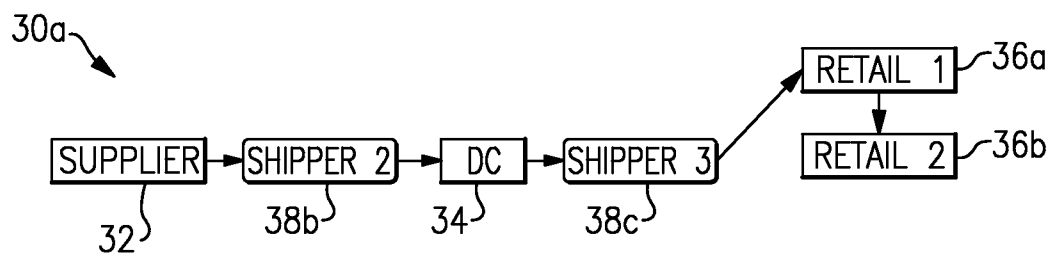 30a
RETAIL 1
36a
SUPPLIER
SHIPPER 2
DC
SHIPPER 3
RETAIL 2
36b
32
38b
34
38c